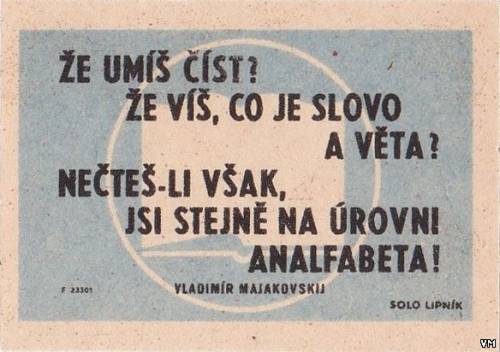 ŽE UMÍŠ ČÍST?
ŽE VÍŠ, CO JE SLOVO
A VĚTA?
NEČTEŠ-LI VŠAK,
JSI STEJNĚ NA ÚROVNI
ANALFABETA!
VLADIMÍR MAJAKOVSKIJ
F 23301
SOLO LIPNÍK
VM